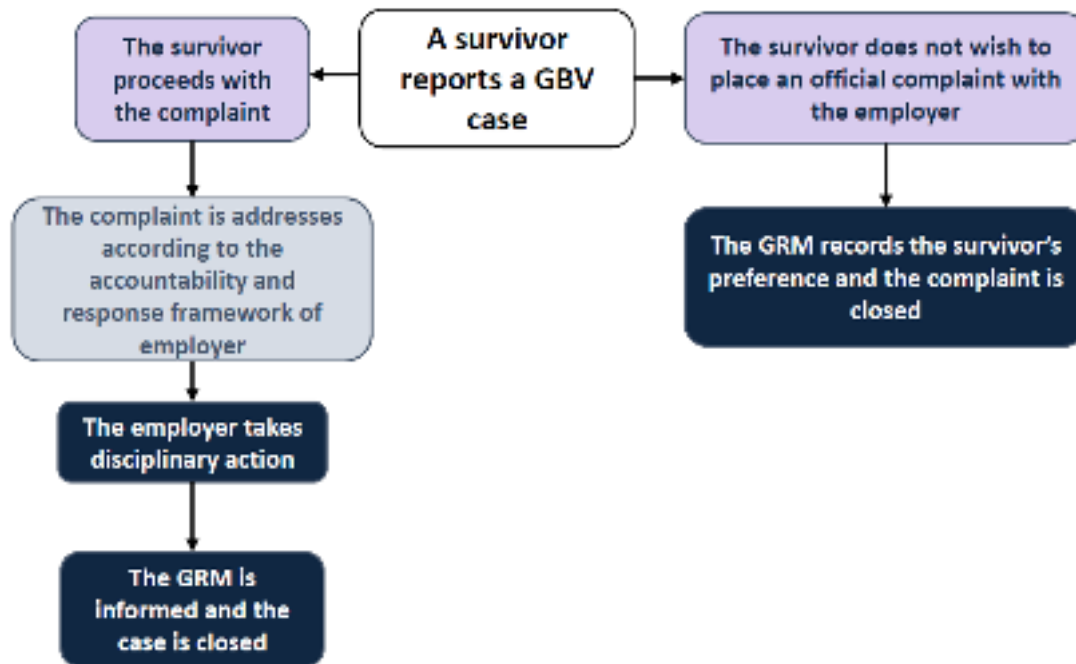 The survivor
proceeds with
the complaint
A survivor
reports a GBV
case
The survivor does not wish to
place an official complaint with
the employer
The complaint is addresses
according to the
accountability and
response framework of
employer
The GRM records the survivor's
preference and the complaint is
closed
The employer takes
disciplinary action
The GRM is
informed and the
case is closed